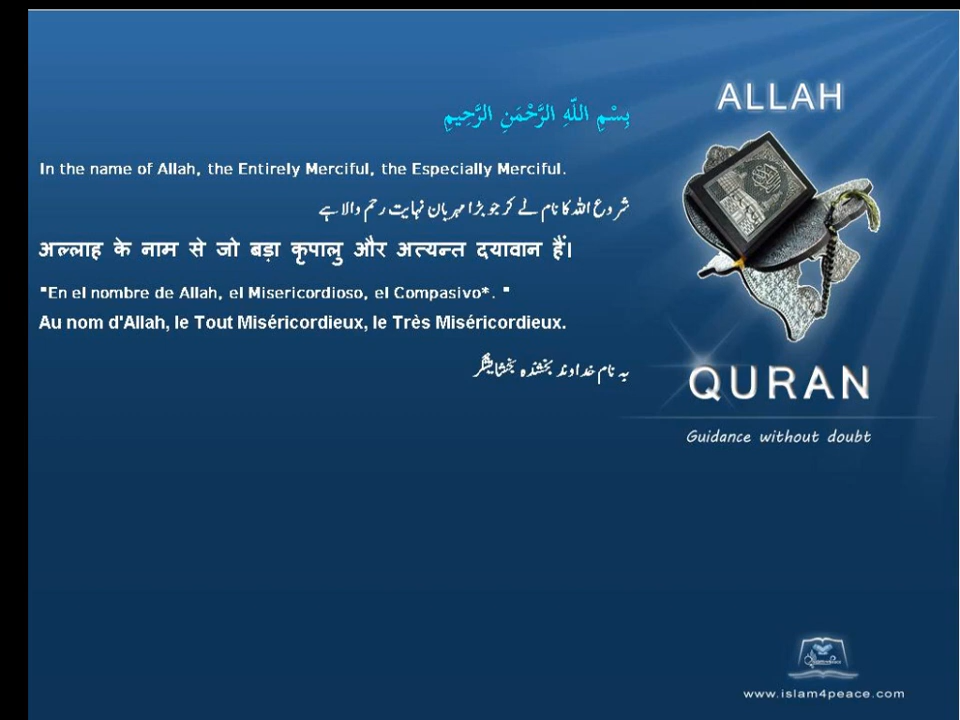 بِسْمِ اللّهِ الرَّحْمَنِ الرَّحِيمِ
In the name of Allah, the Entirely Merciful, the Especially Merciful.
شروع اللہ کا نام لے کر جو بڑا مہربان نہایت رحم والا ہے
अल्लाह के नाम से जो बड़ा कृपालु और अत्यन्त दयावान हैं।
"En el nombre de Allah, el Misericordioso, el Compasivo*. "
Au nom d'Allah, le Tout Miséricordieux, le Très Miséricordieux.
به نام خداوند بخشنده بخشایشگر
ALLAH
QURAN
Guidance without doubt
www.islam4peace.com